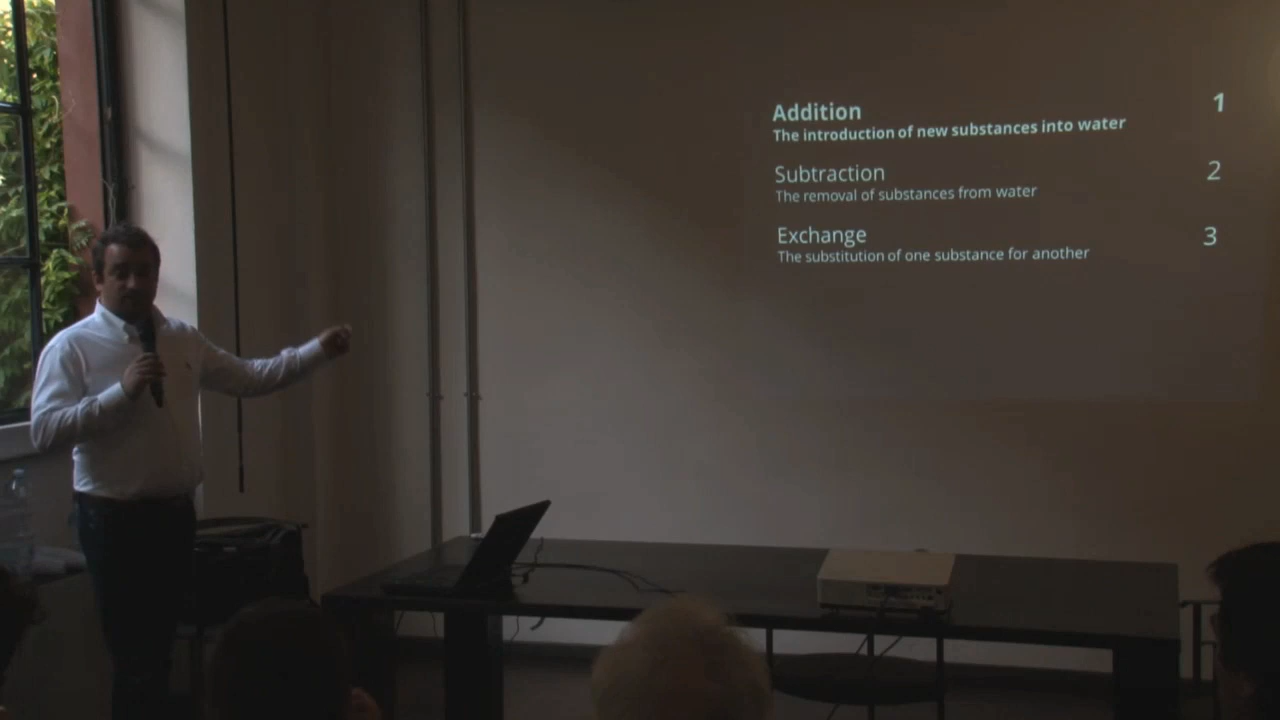 Addition
The introduction of new substances into water
1
Subtraction
The removal of substances from water
2
Exchange
The substitution of one substance for another
3